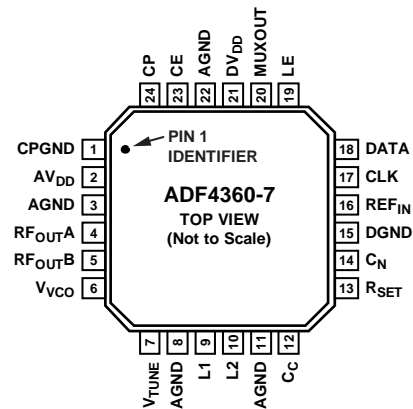 CP
CE
AGND
DVDD
MUXOUT
LE
24
23
22
21
20
19
CPGND 1
AVDD 2
AGND 3
RFOUTA 4
RFOUTB 5
VVCO 6
PIN 1
IDENTIFIER
ADF4360-7
TOP VIEW
(Not to Scale)
18 DATA
17 CLK
16 REFIN
15 DGND
14 CN
13 RSET
7
8
9
10
11
12
VTUNE
AGND
L1
L2
AGND
CC